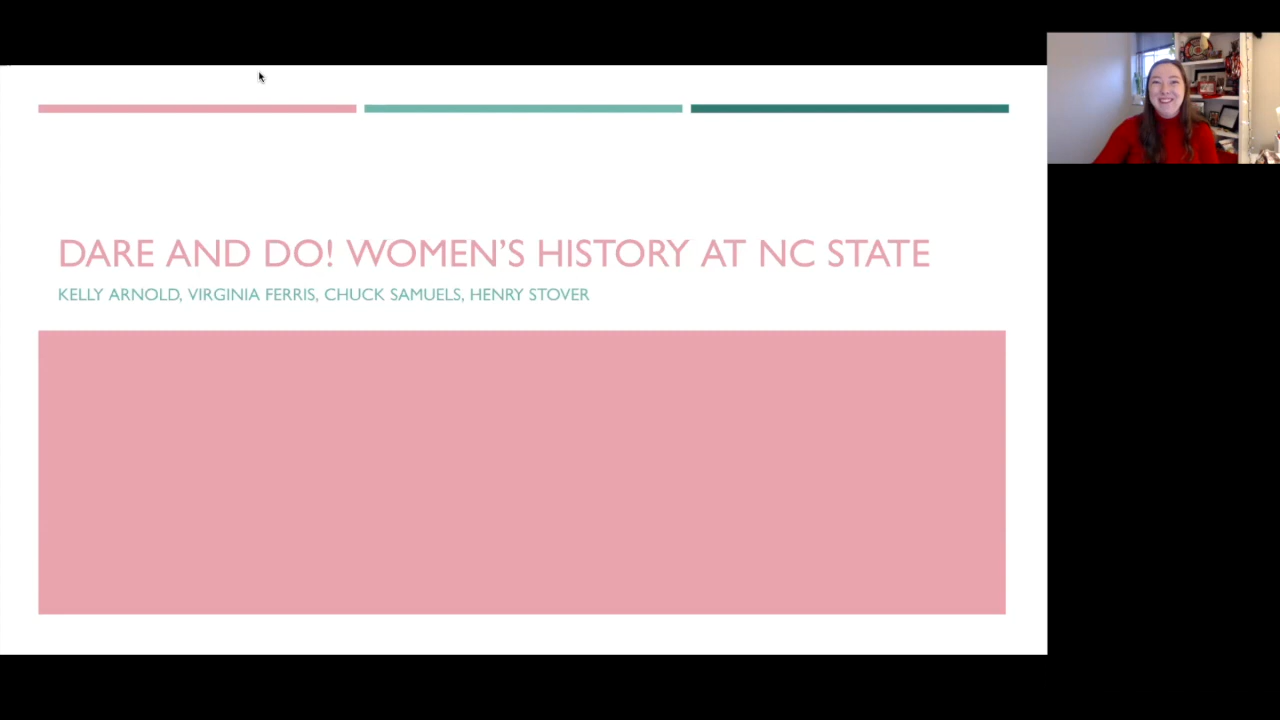 DARE AND DO! WOMEN’S HISTORY AT NC STATE
KELLY ARNOLD, VIRGINIA FERRIS, CHUCK SAMUELS, HENRY STOVER